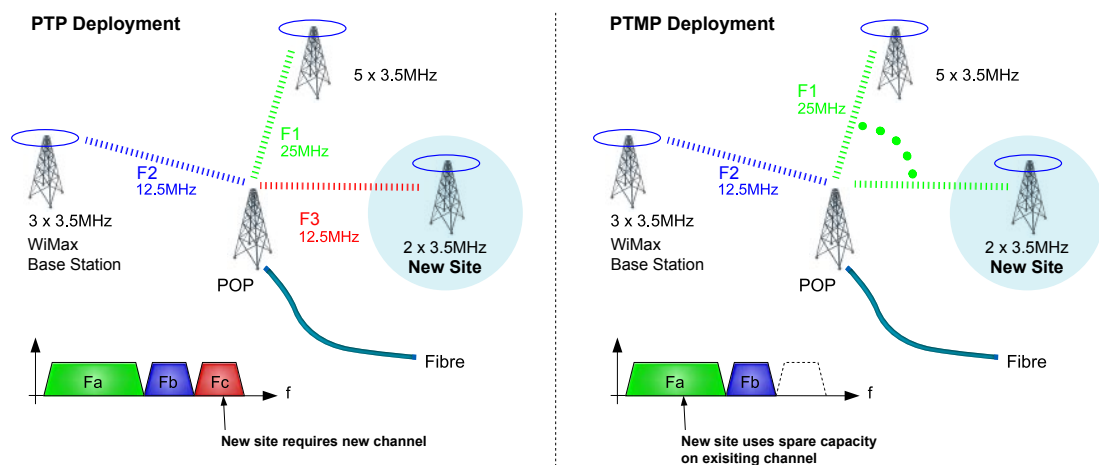 PTP Deployment
5 x 3.5MHz
F1
25MHz
F2
12.5MHz
F3
12.5MHz
3 x 3.5MHz
WiMax
Base Station
2 x 3.5MHz
New Site
POP
Fibre
Fa
Fb
Fc
f
New site requires new channel
PTMP Deployment
5 x 3.5MHz
F1
25MHz
F2
12.5MHz
3 x 3.5MHz
WiMax
Base Station
2 x 3.5MHz
New Site
POP
Fibre
Fa
Fb
f
New site uses spare capacity
on exisiting channel